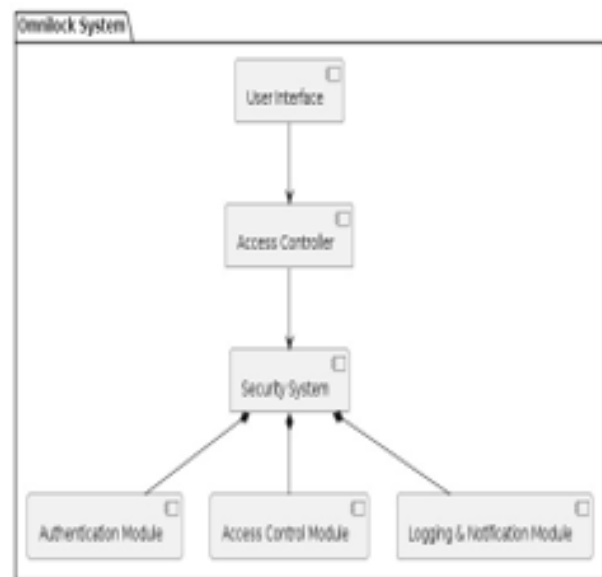 Omnilock System
User Interface
Access Controller
Security System
Authentication Module
Access Control Module
Logging & Notification Module